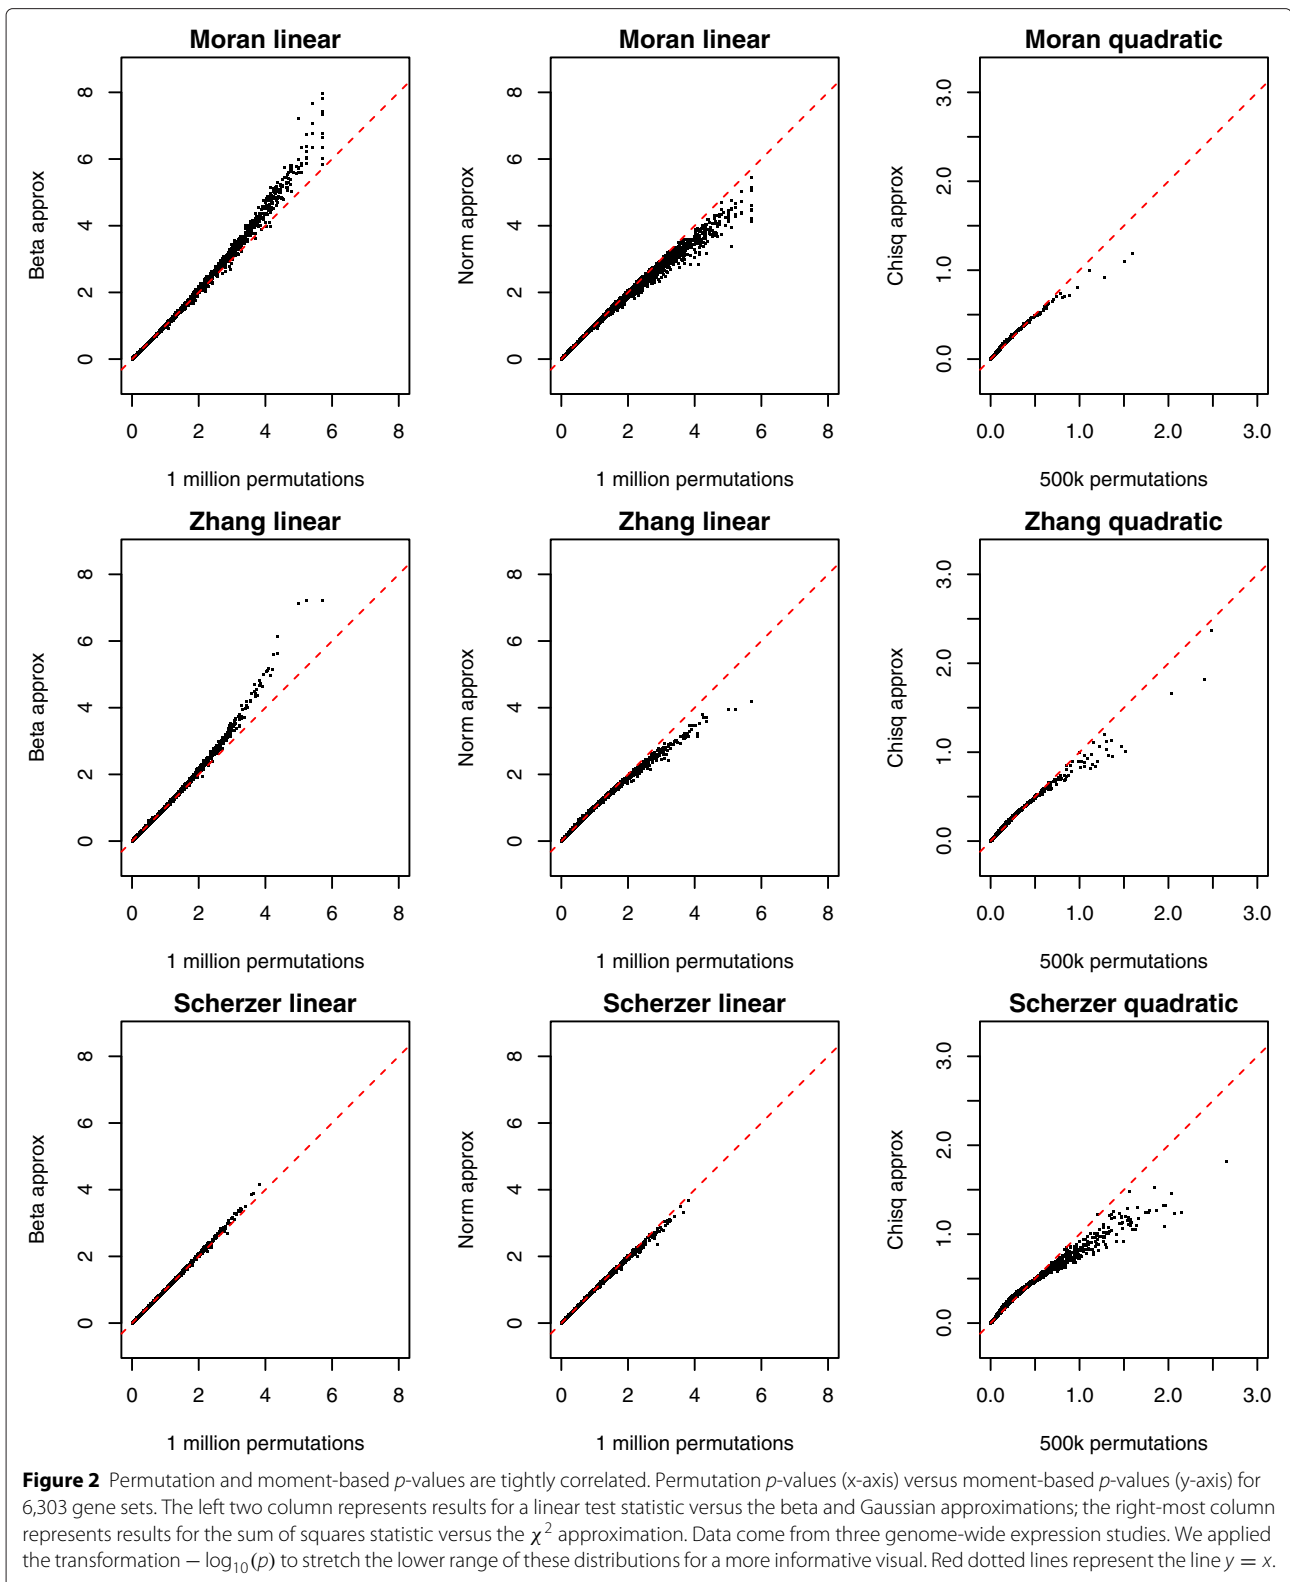 Moran linear
Beta approx
0 2 4 6 8
0 2 4 6 8
1 million permutations
Moran linear
Norm approx
0 2 4 6 8
0 2 4 6 8
1 million permutations
Moran quadratic
Chisq approx
0.0 1.0 2.0 3.0
0.0 1.0 2.0 3.0
500k permutations
Zhang linear
Beta approx
0 2 4 6 8
0 2 4 6 8
1 million permutations
Zhang linear
Norm approx
0 2 4 6 8
0 2 4 6 8
1 million permutations
Zhang quadratic
Chisq approx
0.0 1.0 2.0 3.0
0.0 1.0 2.0 3.0
500k permutations
Scherzer linear
Beta approx
0 2 4 6 8
0 2 4 6 8
1 million permutations
Scherzer linear
Norm approx
0 2 4 6 8
0 2 4 6 8
1 million permutations
Scherzer quadratic
Chisq approx
0.0 1.0 2.0 3.0
0.0 1.0 2.0 3.0
500k permutations
Figure 2 Permutation and moment-based p-values are tightly correlated. Permutation p-values (x-axis) versus moment-based p-values (y-axis) for
6,303 gene sets. The left two column represents results for a linear test statistic versus the beta and Gaussian approximations; the right-most column
represents results for the sum of squares statistic versus the χ² approximation. Data come from three genome-wide expression studies. We applied
the transformation − log₁₀(p) to stretch the lower range of these distributions for a more informative visual. Red dotted lines represent the line y = x.